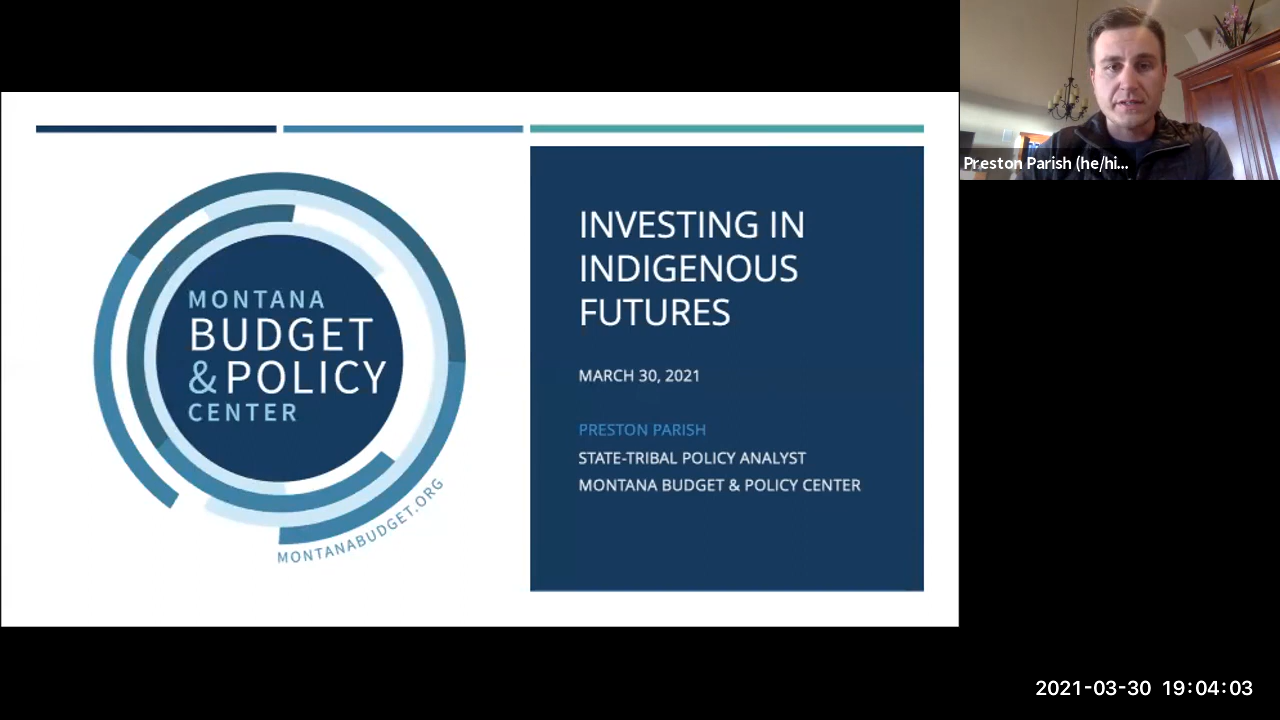 MONTANA
BUDGET
& POLICY
CENTER
MONTANABUDGET.ORG
INVESTING IN
INDIGENOUS
FUTURES
MARCH 30, 2021
PRESTON PARISH
STATE-TRIBAL POLICY ANALYST
MONTANA BUDGET & POLICY CENTER
Preston Parish (he/hi...
2021-03-30 19:04:03